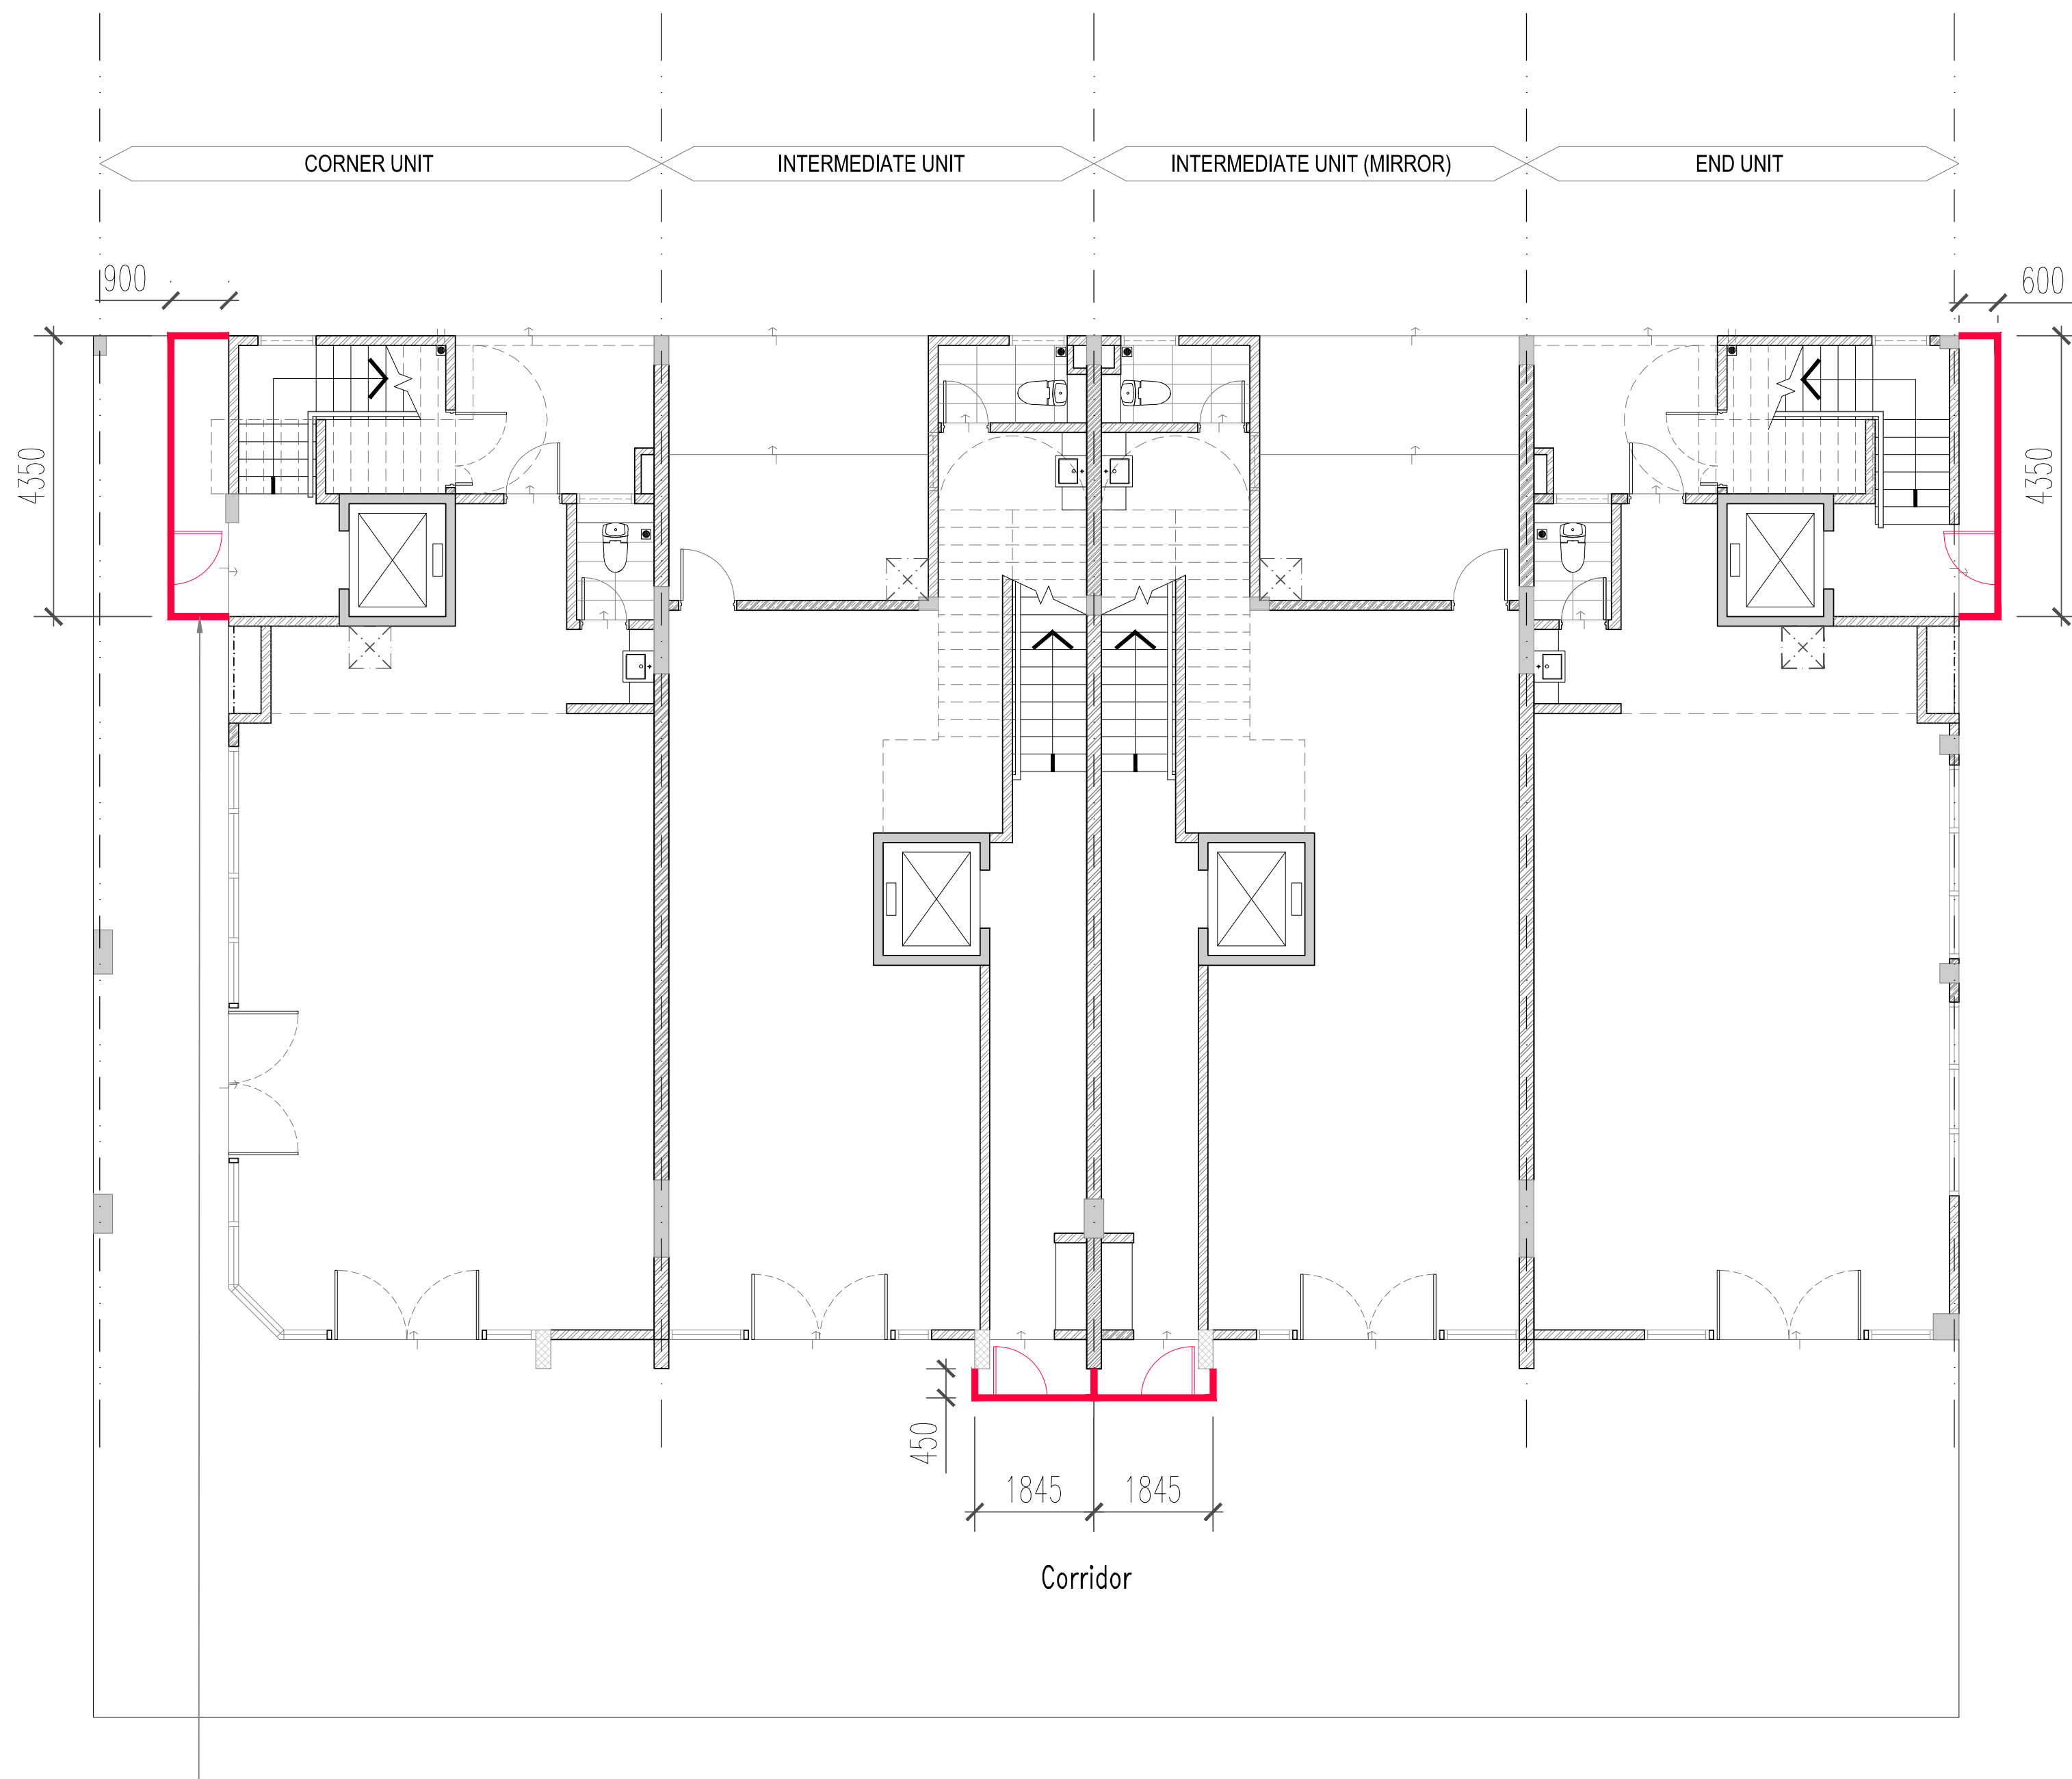 CORNER UNIT
INTERMEDIATE UNIT
INTERMEDIATE UNIT (MIRROR)
END UNIT
900
600
4350
4350
450
1845
1845
Corridor